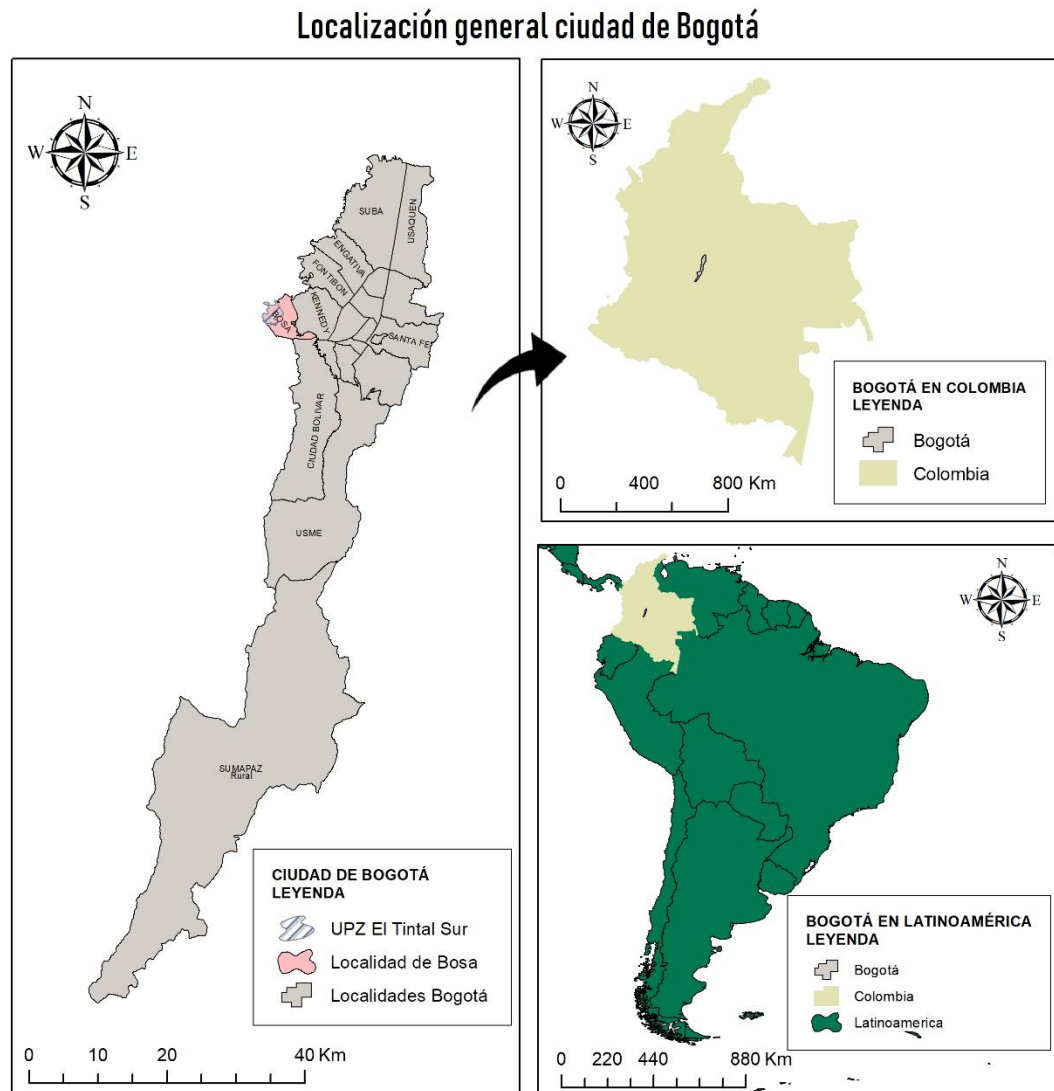 Localización general ciudad de Bogotá
N
W E
S
SUBA
USAQUEN
ENGATIVA
FONTIBON
KENNEDY
BOSA
SANTA FE
CIUDAD BOLIVAR
USME
SUMAPAZ
Rural
CIUDAD DE BOGOTÁ
LEYENDA
UPZ El Tintal Sur
Localidad de Bosa
Localidades Bogotá
0 10 20 40 Km
N
W E
S
BOGOTÁ EN COLOMBIA
LEYENDA
Bogotá
Colombia
0 400 800 Km
N
W E
S
BOGOTÁ EN LATINOAMÉRICA
LEYENDA
Bogotá
Colombia
Latinoamerica
0 220 440 880 Km